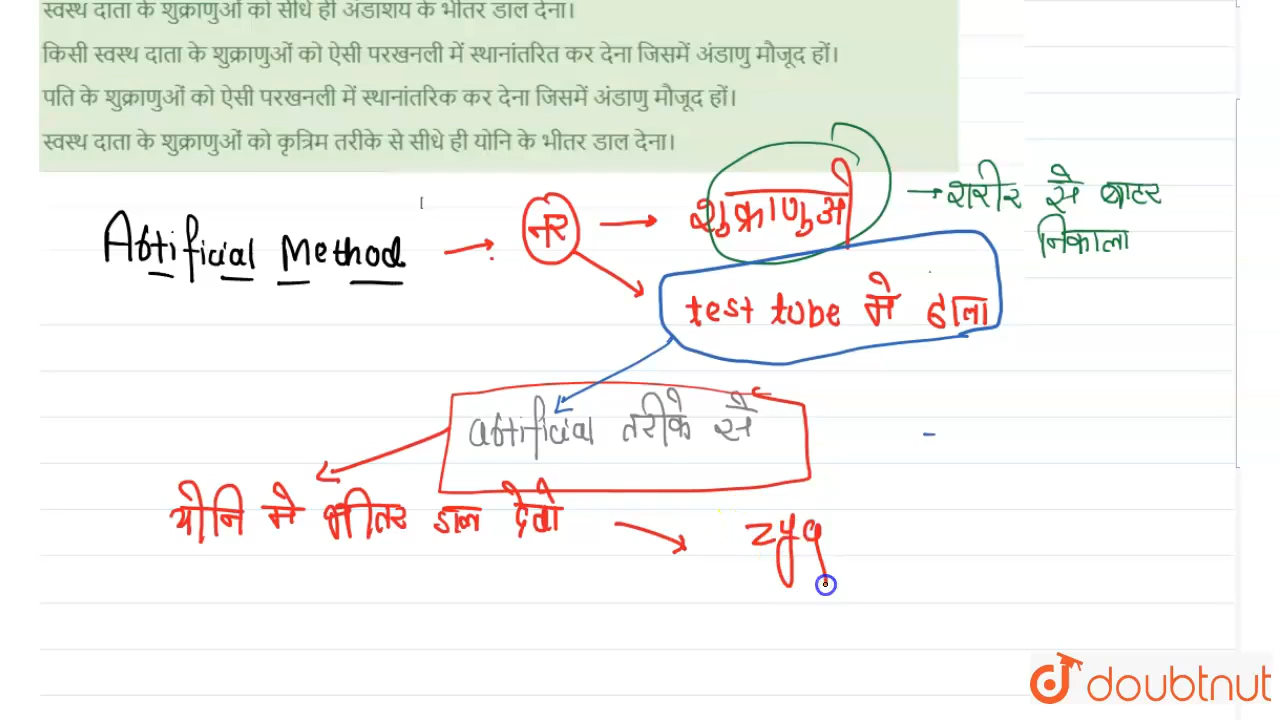 स्वस्थ दाता के शुक्राणुओं को सीधे ही अंडाशय के भीतर डाल देना।
किसी स्वस्थ दाता के शुक्राणुओं को ऐसी परखनली में स्थानांतरित कर देना जिसमें अंडाणु मौजूद हों।
पति के शुक्राणुओं को ऐसी परखनली में स्थानांतरिक कर देना जिसमें अंडाणु मौजूद हों।
स्वस्थ दाता के शुक्राणुओं को कृत्रिम तरीके से सीधे ही योनि के भीतर डाल देना।
Artificial Method → नर → शुक्राणुओ → शरीर से बाहर
निकाला
test tube मे डाला
artificial तरीके से
योनि मे भीतर डाल देतो → zyg
doubtnut